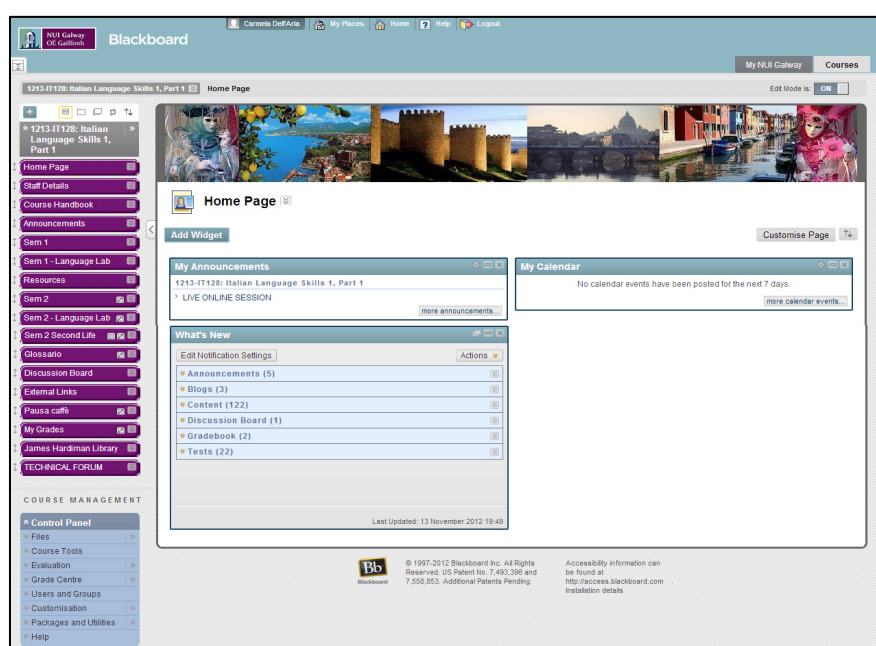 NUI Galway
OÉ Gaillimh
Blackboard
Carmela Dell'Aria
My Places
Home
Help
Logout
My NUI Galway
Courses
1213-IT128: Italian Language Skills 1, Part 1
Home Page
Edit Mode is:
ON
1213-IT128: Italian
Language Skills 1,
Part 1
Home Page
Staff Details
Course Handbook
Announcements
Sem 1
Sem 1 - Language Lab
Resources
Sem 2
Sem 2 - Language Lab
Sem 2 Second Life
Glossario
Discussion Board
External Links
Pausa caffè
My Grades
James Hardiman Library
TECHNICAL FORUM
COURSE MANAGEMENT
Control Panel
Files
Course Tools
Evaluation
Grade Centre
Users and Groups
Customisation
Packages and Utilities
Help
Home Page
Add Widget
Customise Page
My Announcements
1213-IT128: Italian Language Skills 1, Part 1
LIVE ONLINE SESSION
more announcements...
My Calendar
No calendar events have been posted for the next 7 days.
more calendar events...
What's New
Edit Notification Settings
Actions
Announcements (5)
Blogs (3)
Content (122)
Discussion Board (1)
Gradebook (2)
Tests (22)
Last Updated: 13 November 2012 19:49
Bb
Blackboard
© 1997-2012 Blackboard Inc. All Rights
Reserved. US Patent No. 7,493,396 and
7,558,853. Additional Patents Pending.
Accessibility information can
be found at
http://access.blackboard.com .
Installation details